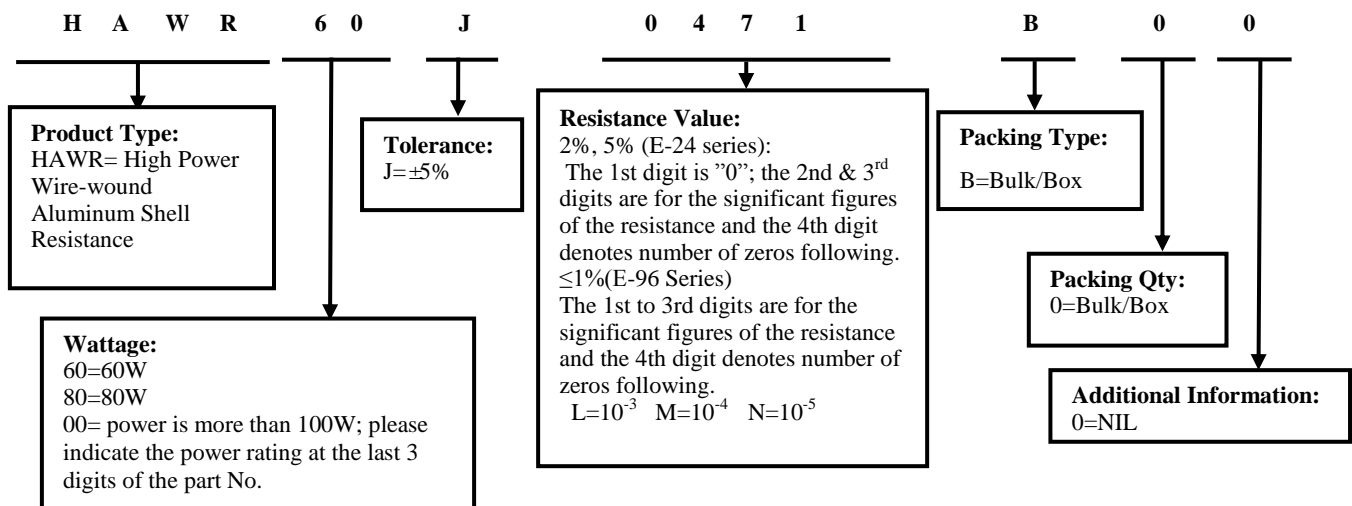 H A W R 6 0 J 0 4 7 1 B 0 0
Product Type:
HAWR= High Power
Wire-wound
Aluminum Shell
Resistance
Tolerance:
J=±5%
Resistance Value:
2%, 5% (E-24 series):
The 1st digit is ”0”; the 2nd & 3rd
digits are for the significant figures
of the resistance and the 4th digit
denotes number of zeros following.
≤1%(E-96 Series)
The 1st to 3rd digits are for the
significant figures of the resistance
and the 4th digit denotes number of
zeros following.
L=10-3 M=10-4 N=10-5
Packing Type:
B=Bulk/Box
Packing Qty:
0=Bulk/Box
Wattage:
60=60W
80=80W
00= power is more than 100W; please
indicate the power rating at the last 3
digits of the part No.
Additional Information:
0=NIL